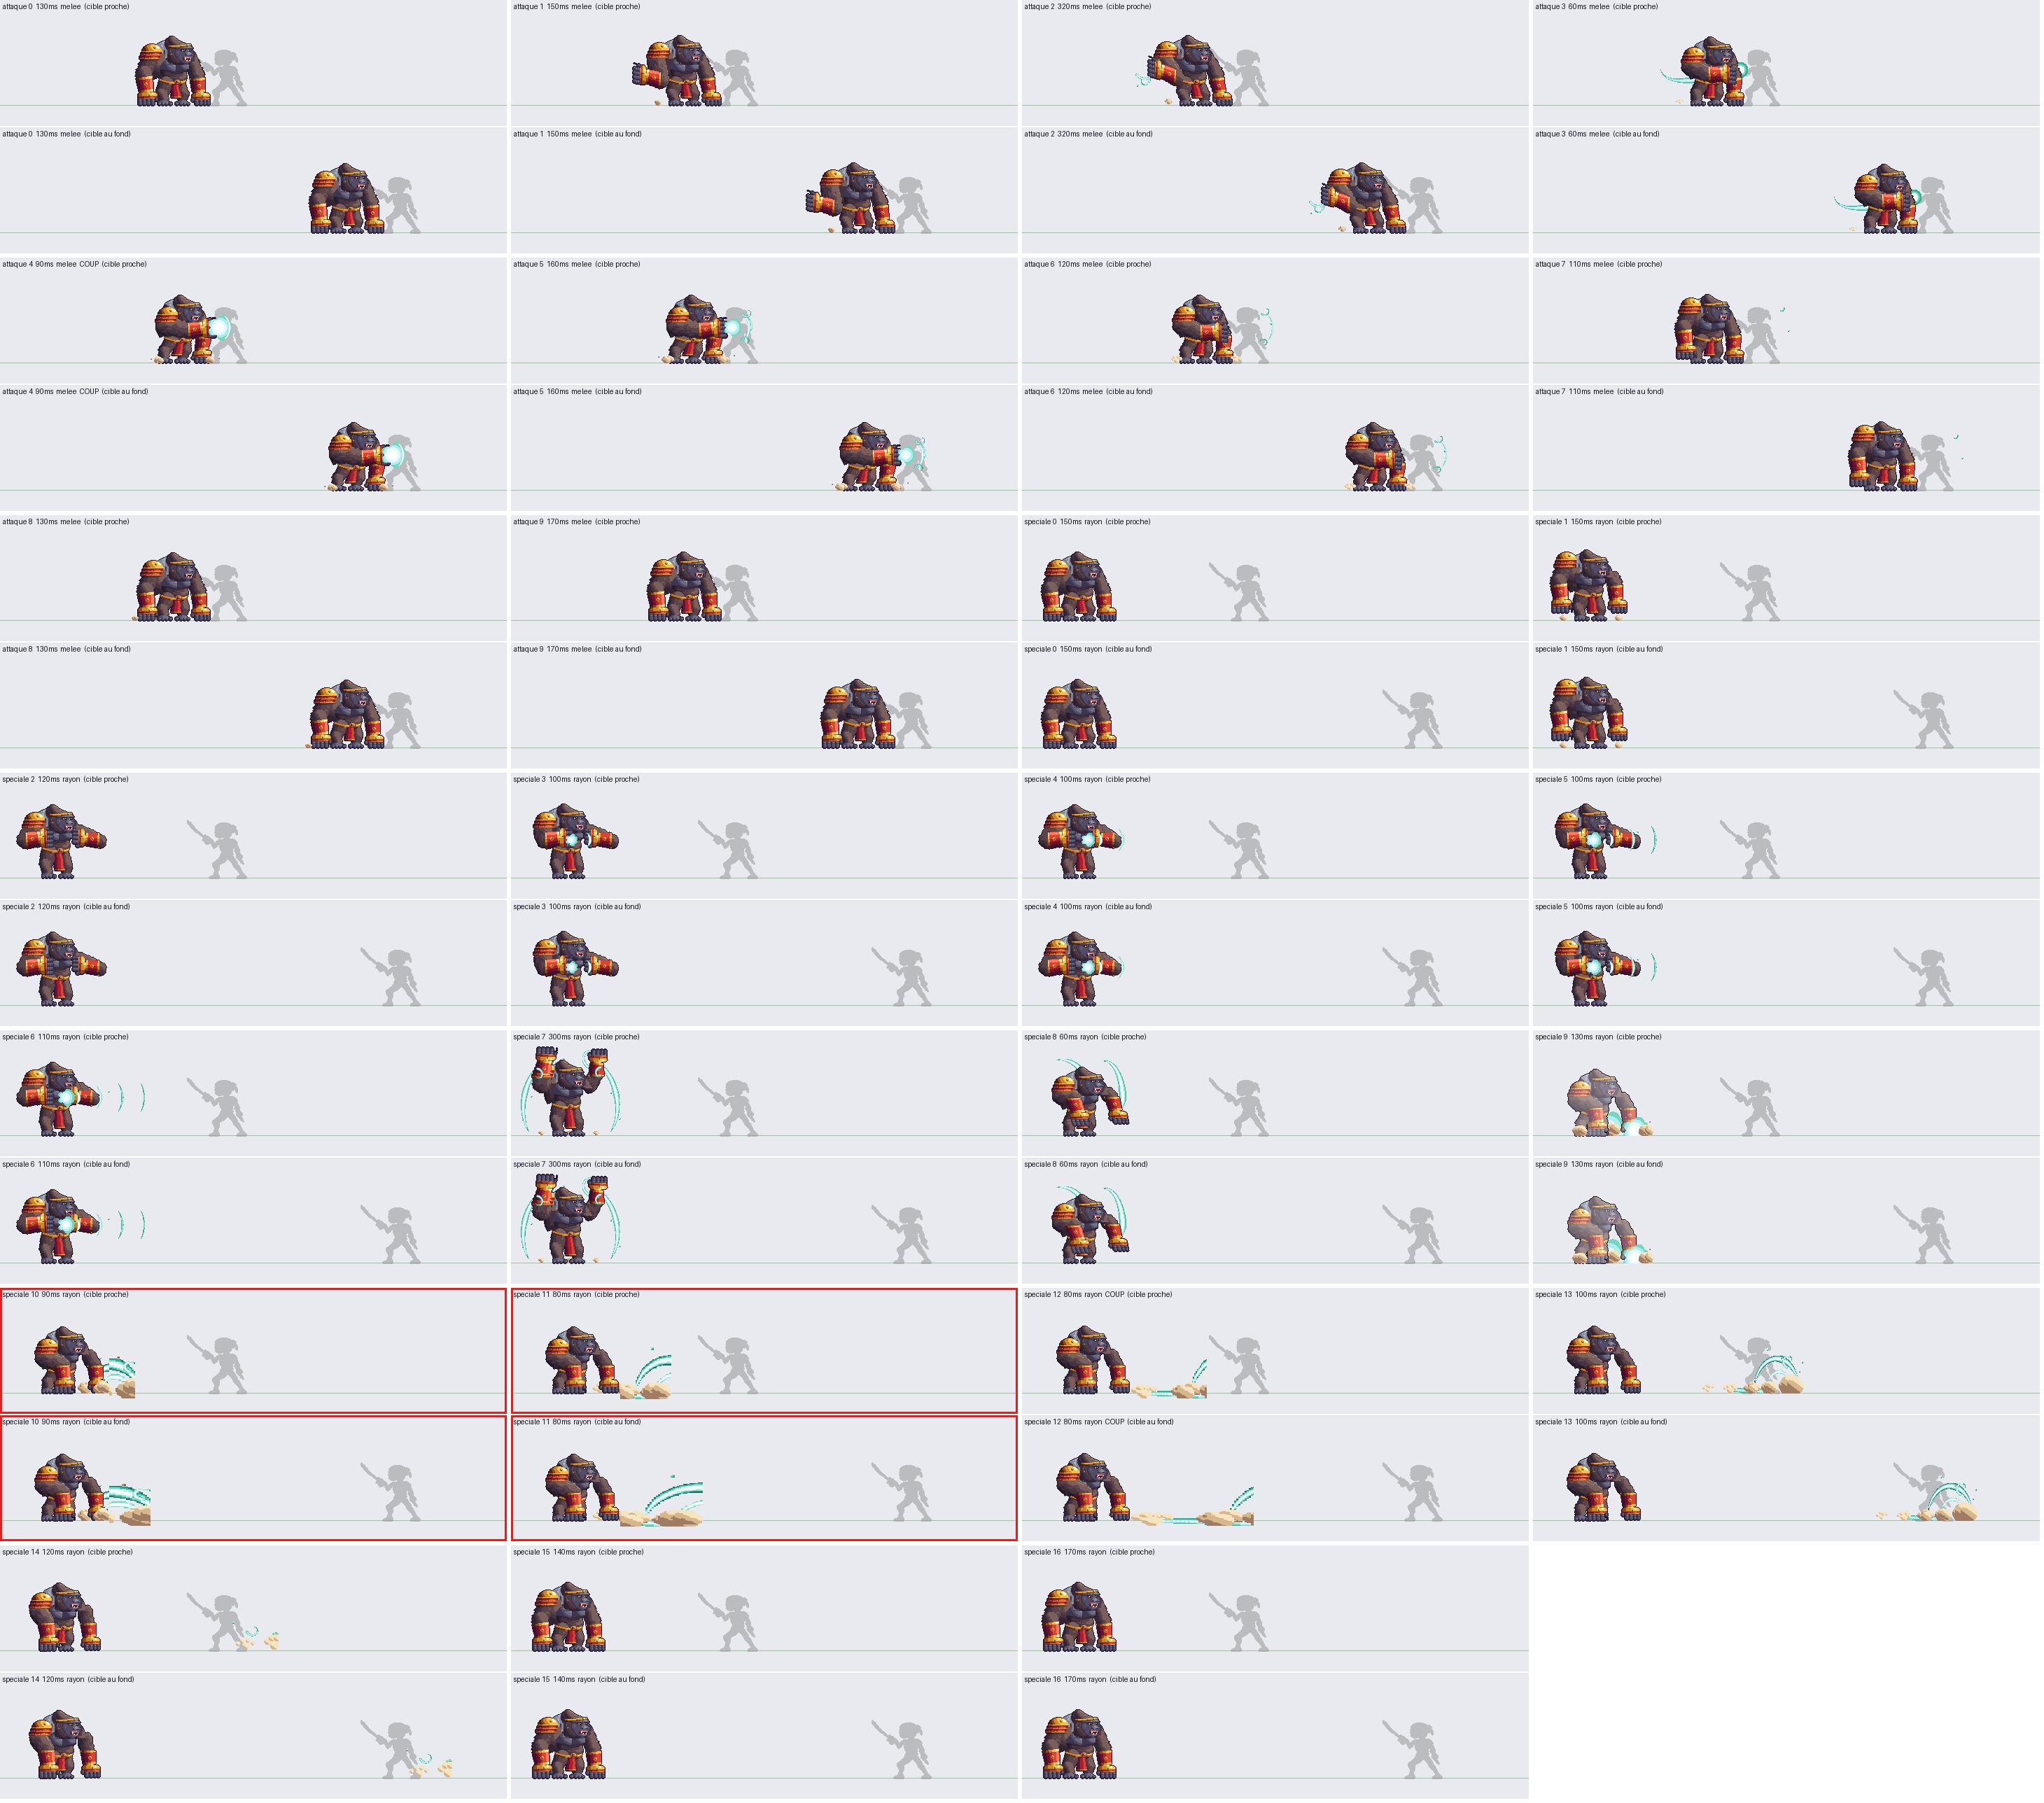 attaque 0 130ms melee (cible proche)
attaque 1 150ms melee (cible proche)
attaque 2 320ms melee (cible proche)
attaque 3 60ms melee (cible proche)
attaque 0 130ms melee (cible au fond)
attaque 1 150ms melee (cible au fond)
attaque 2 320ms melee (cible au fond)
attaque 3 60ms melee (cible au fond)
attaque 4 90ms melee COUP (cible proche)
attaque 5 160ms melee (cible proche)
attaque 6 120ms melee (cible proche)
attaque 7 110ms melee (cible proche)
attaque 4 90ms melee COUP (cible au fond)
attaque 5 160ms melee (cible au fond)
attaque 6 120ms melee (cible au fond)
attaque 7 110ms melee (cible au fond)
attaque 8 130ms melee (cible proche)
attaque 9 170ms melee (cible proche)
speciale 0 150ms rayon (cible proche)
speciale 1 150ms rayon (cible proche)
attaque 8 130ms melee (cible au fond)
attaque 9 170ms melee (cible au fond)
speciale 0 150ms rayon (cible au fond)
speciale 1 150ms rayon (cible au fond)
speciale 2 120ms rayon (cible proche)
speciale 3 100ms rayon (cible proche)
speciale 4 100ms rayon (cible proche)
speciale 5 100ms rayon (cible proche)
speciale 2 120ms rayon (cible au fond)
speciale 3 100ms rayon (cible au fond)
speciale 4 100ms rayon (cible au fond)
speciale 5 100ms rayon (cible au fond)
speciale 6 110ms rayon (cible proche)
speciale 7 300ms rayon (cible proche)
speciale 8 60ms rayon (cible proche)
speciale 9 130ms rayon (cible proche)
speciale 6 110ms rayon (cible au fond)
speciale 7 300ms rayon (cible au fond)
speciale 8 60ms rayon (cible au fond)
speciale 9 130ms rayon (cible au fond)
speciale 10 90ms rayon (cible proche)
speciale 11 80ms rayon (cible proche)
speciale 12 80ms rayon COUP (cible proche)
speciale 13 100ms rayon (cible proche)
speciale 10 90ms rayon (cible au fond)
speciale 11 80ms rayon (cible au fond)
speciale 12 80ms rayon COUP (cible au fond)
speciale 13 100ms rayon (cible au fond)
speciale 14 120ms rayon (cible proche)
speciale 15 140ms rayon (cible proche)
speciale 16 170ms rayon (cible proche)
speciale 14 120ms rayon (cible au fond)
speciale 15 140ms rayon (cible au fond)
speciale 16 170ms rayon (cible au fond)